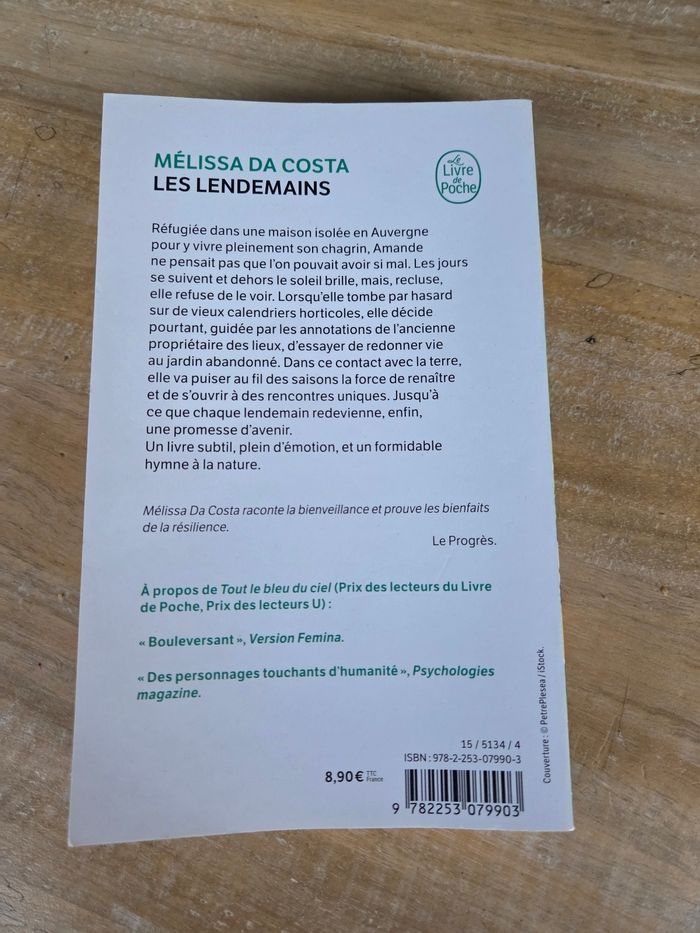 MÉLISSA DA COSTA
LES LENDEMAINS
Le
Livre
de
Poche
Réfugiée dans une maison isolée en Auvergne
pour y vivre pleinement son chagrin, Amande
ne pensait pas que l'on pouvait avoir si mal. Les jours
se suivent et dehors le soleil brille, mais, recluse,
elle refuse de le voir. Lorsqu'elle tombe par hasard
sur de vieux calendriers horticoles, elle décide
pourtant, guidée par les annotations de l'ancienne
propriétaire des lieux, d'essayer de redonner vie
au jardin abandonné. Dans ce contact avec la terre,
elle va puiser au fil des saisons la force de renaître
et de s'ouvrir à des rencontres uniques. Jusqu'à
ce que chaque lendemain redevienne, enfin,
une promesse d'avenir.
Un livre subtil, plein d'émotion, et un formidable
hymne à la nature.
Mélissa Da Costa raconte la bienveillance et prouve les bienfaits
de la résilience.
Le Progrès.
À propos de Tout le bleu du ciel (Prix des lecteurs du Livre
de Poche, Prix des lecteurs U) :
« Bouleversant », Version Femina.
« Des personnages touchants d'humanité », Psychologies
magazine.
Couverture : © PetrePlesea / iStock.
15 / 5134 / 4
ISBN : 978-2-253-07990-3
8,90 € TTC
France
9 782253 079903